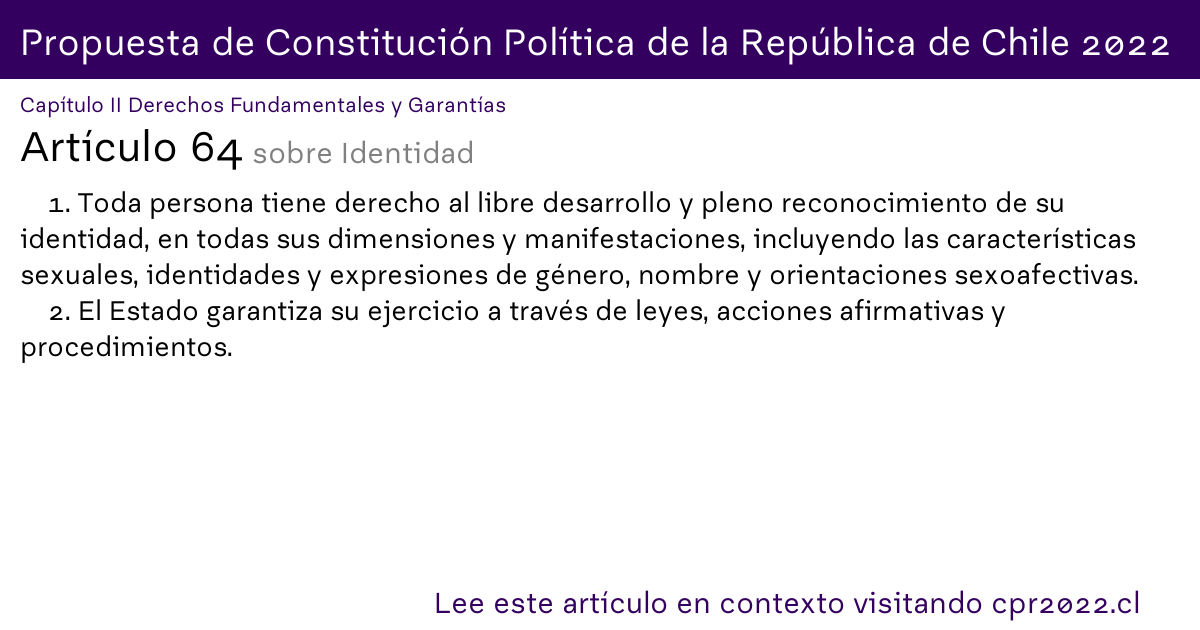 Propuesta de Constitución Política de la República de Chile 2022
Capítulo II Derechos Fundamentales y Garantías
Artículo 64 sobre Identidad
1. Toda persona tiene derecho al libre desarrollo y pleno reconocimiento de su
identidad, en todas sus dimensiones y manifestaciones, incluyendo las características
sexuales, identidades y expresiones de género, nombre y orientaciones sexoafectivas.
2. El Estado garantiza su ejercicio a través de leyes, acciones afirmativas y
procedimientos.
Lee este artículo en contexto visitando cpr2022.cl